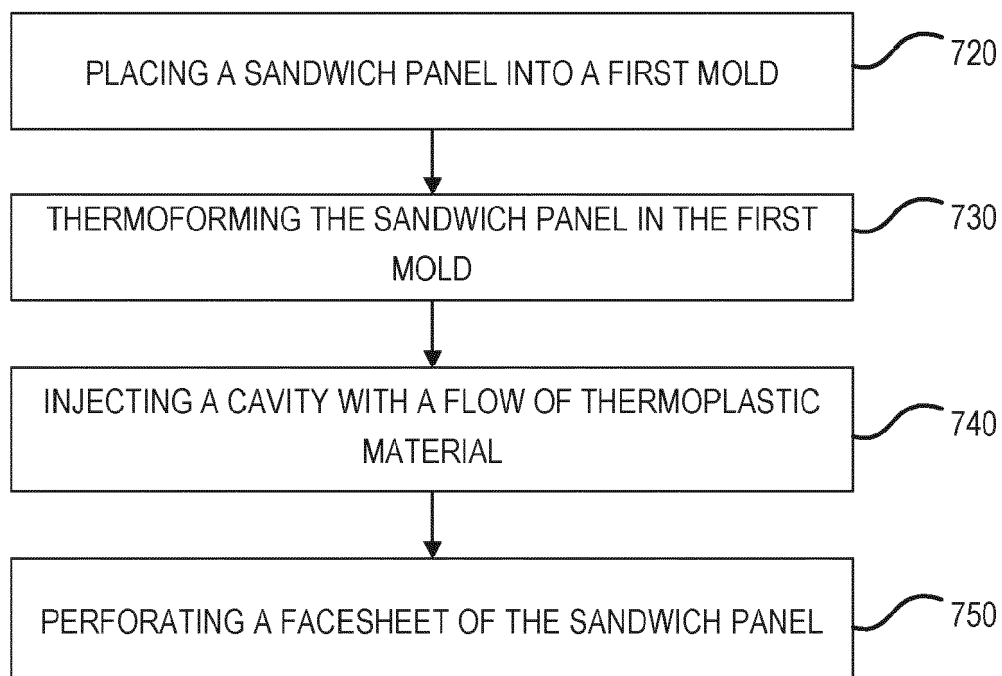 PLACING A SANDWICH PANEL INTO A FIRST MOLD
720
THERMOFORMING THE SANDWICH PANEL IN THE FIRST
MOLD
730
INJECTING A CAVITY WITH A FLOW OF THERMOPLASTIC
MATERIAL
740
PERFORATING A FACESHEET OF THE SANDWICH PANEL
750